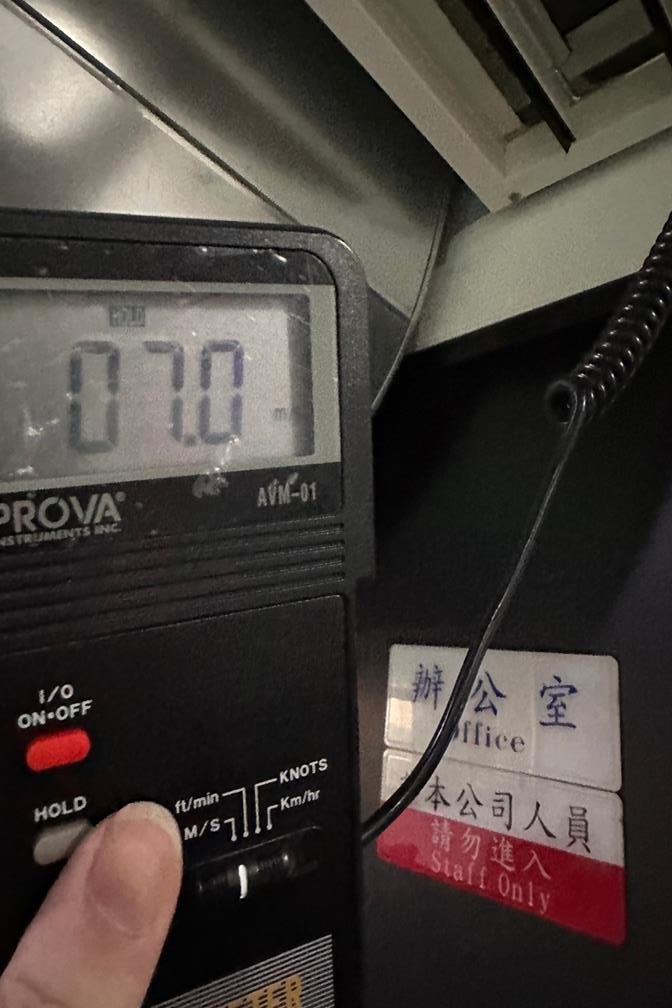 HOLD
07.0
m
PROVA®
INSTRUMENTS INC.
AVM-01
I/O
ON•OFF
HOLD
ft/min
KNOTS
M/S
Km/hr
辦公室
Office
本公司人員
請勿進入
Staff Only